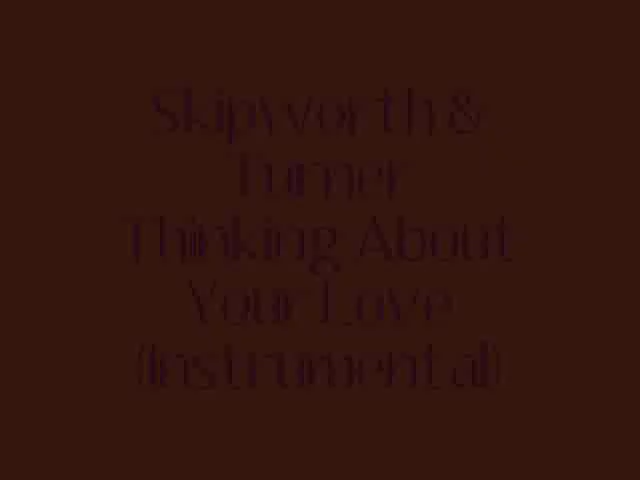 Skipworth &
Turner
Thinking About
Your Love
(Instrumental)